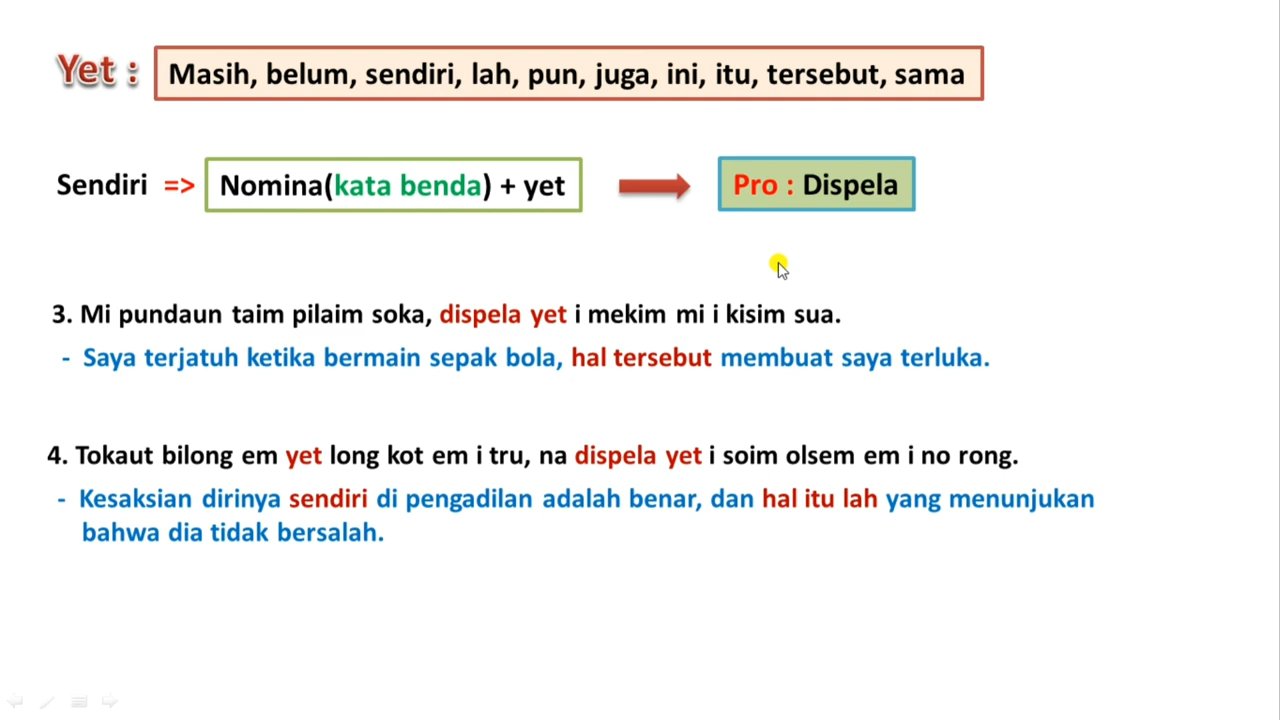 Yet : Masih, belum, sendiri, lah, pun, juga, ini, itu, tersebut, sama
Sendiri => Nomina(kata benda) + yet Pro : Dispela
3. Mi pundaun taim pilaim soka, dispela yet i mekim mi i kisim sua.
- Saya terjatuh ketika bermain sepak bola, hal tersebut membuat saya terluka.
4. Tokaut bilong em yet long kot em i tru, na dispela yet i soim olsem em i no rong.
- Kesaksian dirinya sendiri di pengadilan adalah benar, dan hal itu lah yang menunjukan
bahwa dia tidak bersalah.